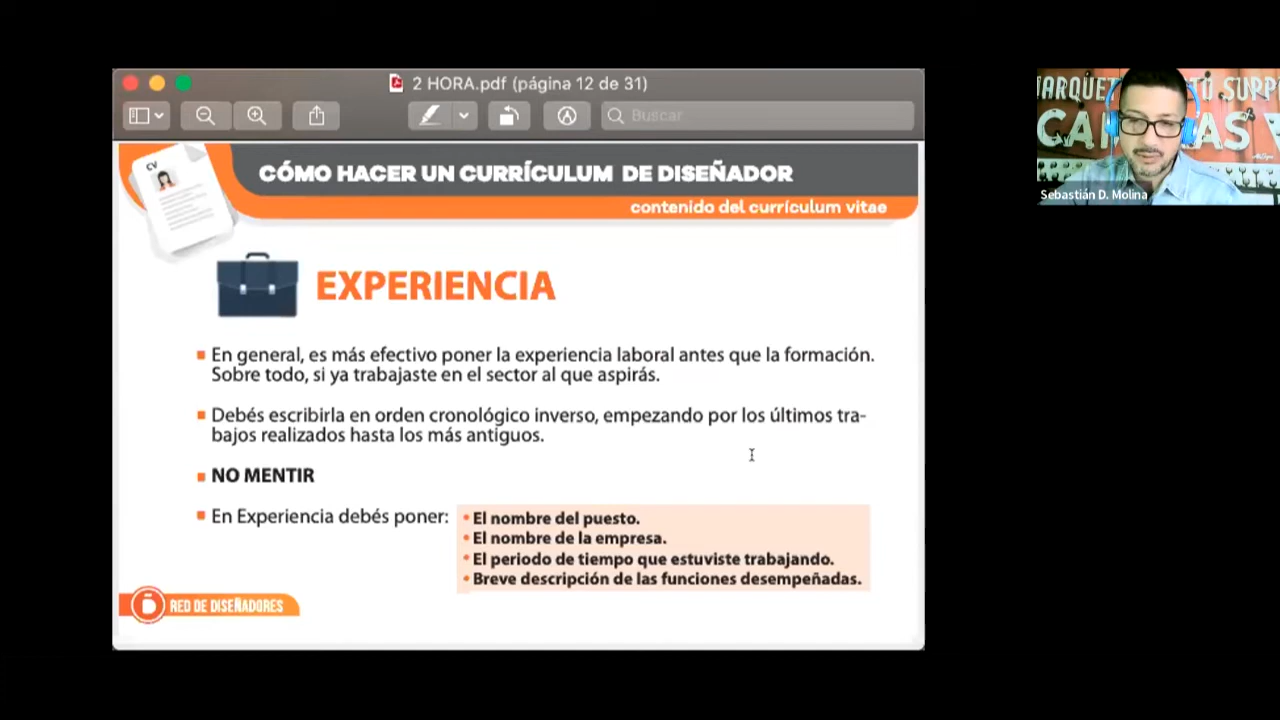 2 HORA.pdf (página 12 de 31)
Buscar
CV
CÓMO HACER UN CURRÍCULUM DE DISEÑADOR
contenido del currículum vitae
EXPERIENCIA
En general, es más efectivo poner la experiencia laboral antes que la formación.
Sobre todo, si ya trabajaste en el sector al que aspirás.
Debés escribirla en orden cronológico inverso, empezando por los últimos tra-
bajos realizados hasta los más antiguos.
NO MENTIR
En Experiencia debés poner:
• El nombre del puesto.
• El nombre de la empresa.
• El periodo de tiempo que estuviste trabajando.
• Breve descripción de las funciones desempeñadas.
RED DE DISEÑADORES
Sebastián D. Molina